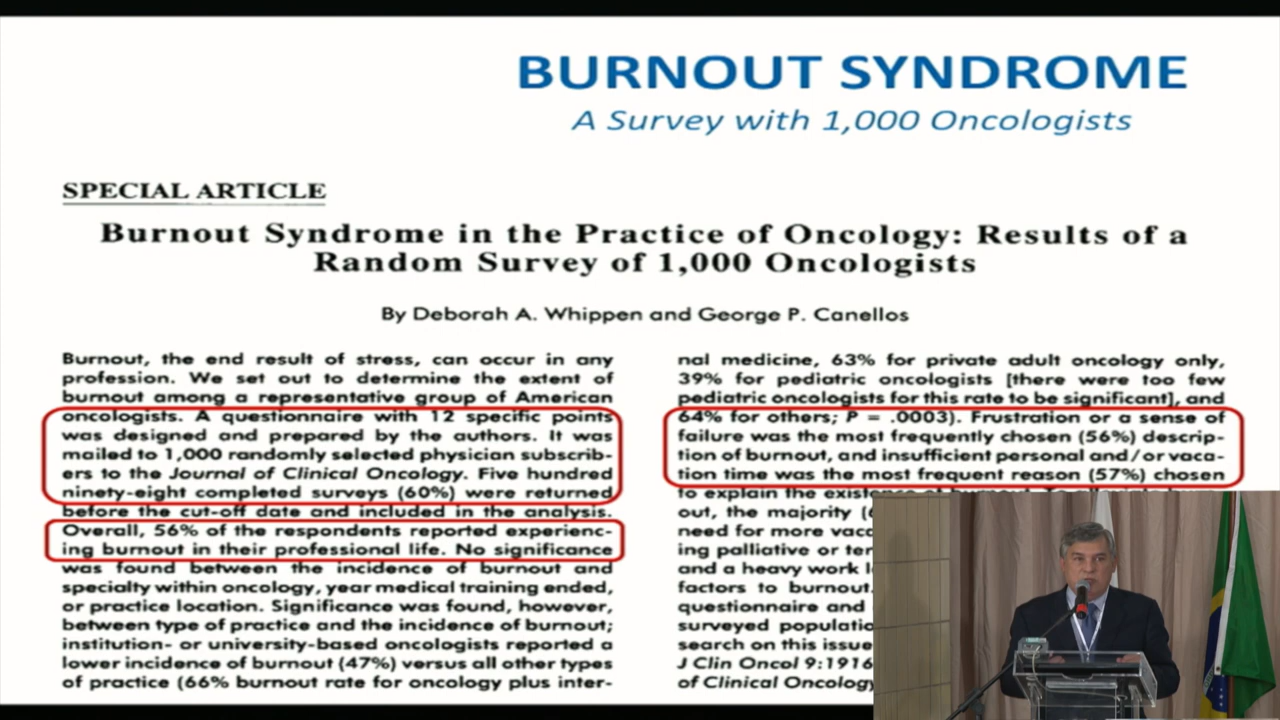 BURNOUT SYNDROME
A Survey with 1,000 Oncologists
SPECIAL ARTICLE
Burnout Syndrome in the Practice of Oncology: Results of a
Random Survey of 1,000 Oncologists
By Deborah A. Whippen and George P. Canellos
Burnout, the end result of stress, can occur in any
profession. We set out to determine the extent of
burnout among a representative group of American
oncologists. A questionnaire with 12 specific points
was designed and prepared by the authors. It was
mailed to 1,000 randomly selected physician subscrib-
ers to the Journal of Clinical Oncology. Five hundred
ninety-eight completed surveys (60%) were returned
before the cut-off date and included in the analysis.
Overall, 56% of the respondents reported experienc-
ing burnout in their professional life. No significance
was found between the incidence of burnout and
specialty within oncology, year medical training ended,
or practice location. Significance was found, however,
between type of practice and the incidence of burnout;
institution- or university-based oncologists reported a
lower incidence of burnout (47%) versus all other types
of practice (66% burnout rate for oncology plus inter-
nal medicine, 63% for private adult oncology only,
39% for pediatric oncologists [there were too few
pediatric oncologists for this rate to be significant], and
64% for others; P = .0003). Frustration or a sense of
failure was the most frequently chosen (56%) descrip-
tion of burnout, and insufficient personal and/or vaca-
tion time was the most frequent reason (57%) chosen
to explain the existence of
out, the majority (
need for more vac
ing palliative or ter
and a heavy work
factors to burnout.
questionnaire and
surveyed populatio
search on this issue
J Clin Oncol 9:1916
of Clinical Oncology